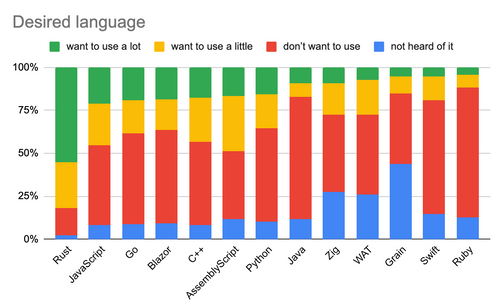 Desired language
want to use a lot
want to use a little
don't want to use
not heard of it
100%
75%
50%
25%
0%
Rust
JavaScript
Go
Blazor
C++
AssemblyScript
Python
Java
Zig
WAT
Grain
Swift
Ruby